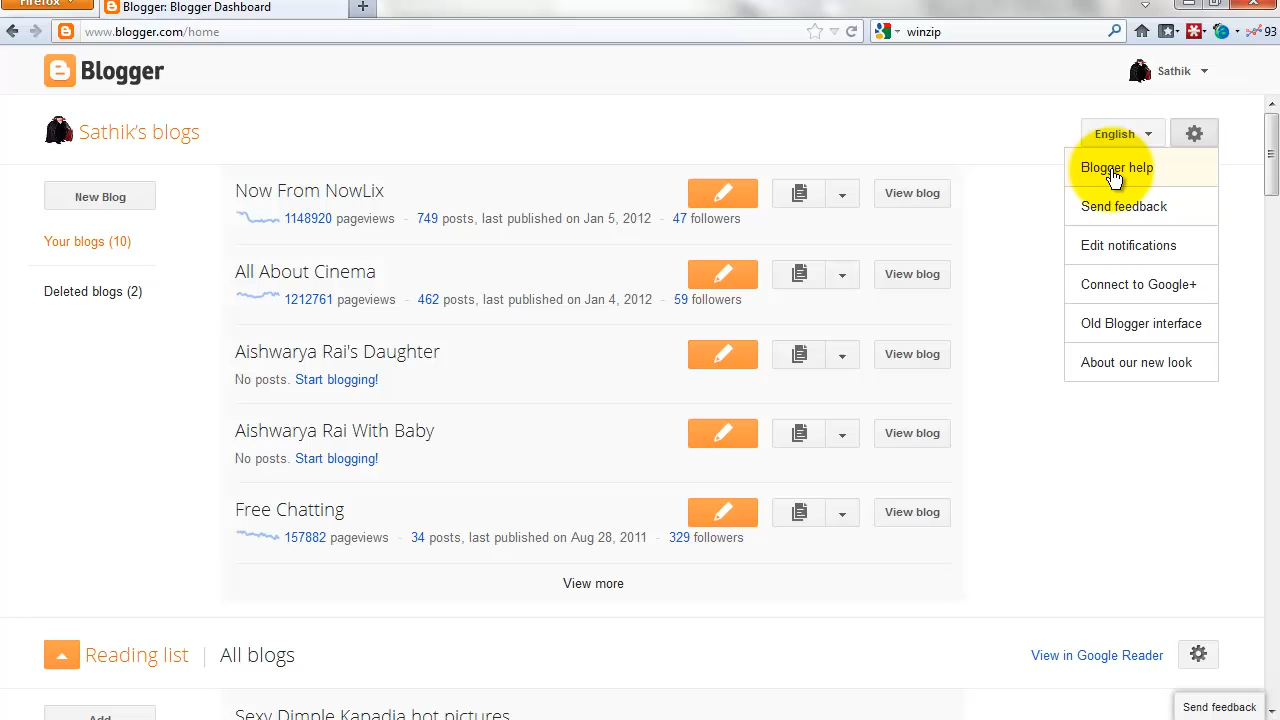 Firefox
Blogger: Blogger Dashboard
www.blogger.com/home
winzip
93
Blogger
Sathik
Sathik's blogs
English
Blogger help
Send feedback
Edit notifications
Connect to Google+
Old Blogger interface
About our new look
New Blog
Your blogs (10)
Deleted blogs (2)
Now From NowLix
View blog
1148920 pageviews - 749 posts, last published on Jan 5, 2012 - 47 followers
All About Cinema
View blog
1212761 pageviews - 462 posts, last published on Jan 4, 2012 - 59 followers
Aishwarya Rai's Daughter
View blog
No posts. Start blogging!
Aishwarya Rai With Baby
View blog
No posts. Start blogging!
Free Chatting
View blog
157882 pageviews - 34 posts, last published on Aug 28, 2011 - 329 followers
View more
Reading list | All blogs
View in Google Reader
Add
Sexy Dimple Kapadia hot pictures
Send feedback